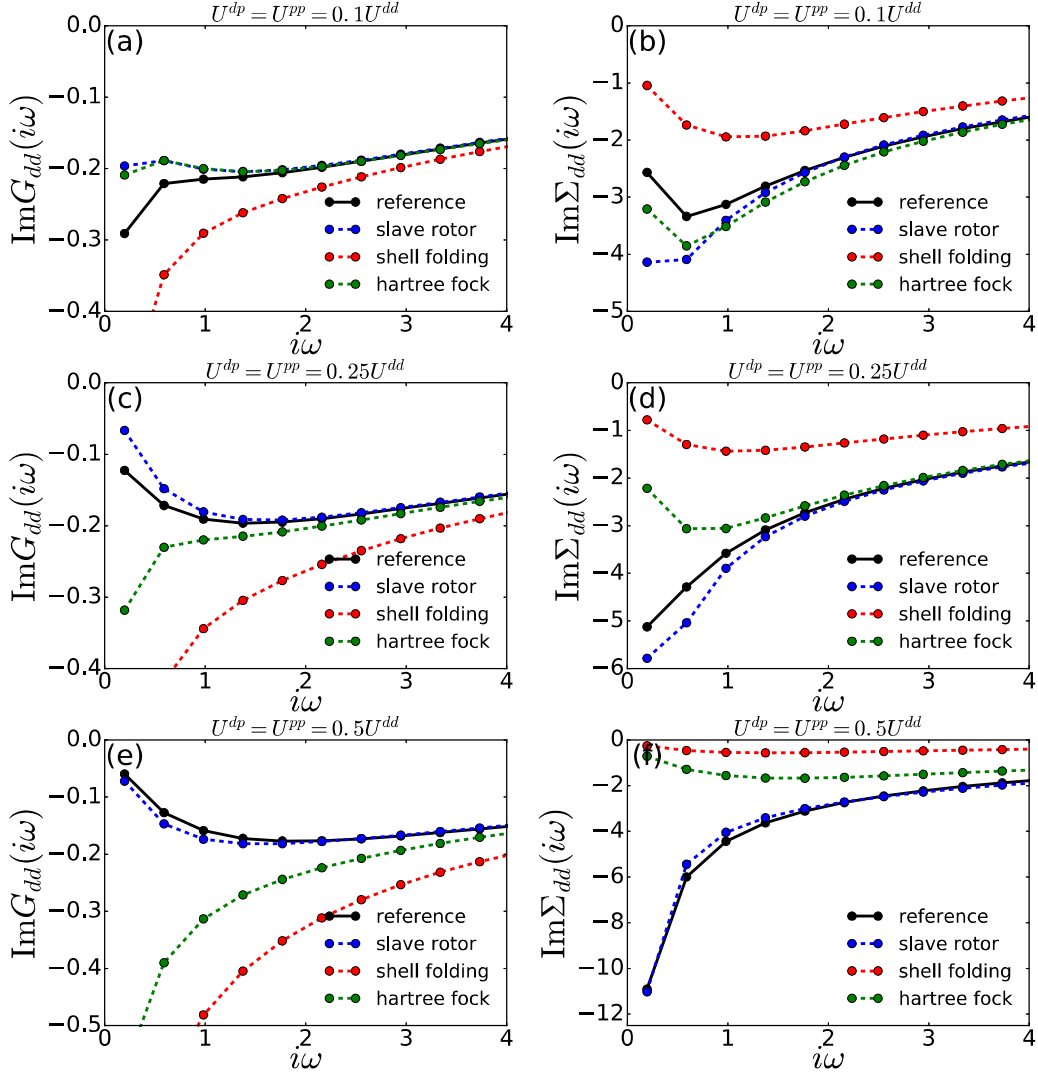 U^{dp} = U^{pp} = 0.1U^{dd}
(a)
ImG_{dd}(iω)
0.0
−0.1
−0.2
−0.3
−0.4
reference
slave rotor
shell folding
hartree fock
0 1 2 3 4
iω
U^{dp} = U^{pp} = 0.1U^{dd}
(b)
ImΣ_{dd}(iω)
0
−1
−2
−3
−4
−5
reference
slave rotor
shell folding
hartree fock
0 1 2 3 4
iω
U^{dp} = U^{pp} = 0.25U^{dd}
(c)
ImG_{dd}(iω)
0.0
−0.1
−0.2
−0.3
−0.4
reference
slave rotor
shell folding
hartree fock
0 1 2 3 4
iω
U^{dp} = U^{pp} = 0.25U^{dd}
(d)
ImΣ_{dd}(iω)
0
−1
−2
−3
−4
−5
−6
reference
slave rotor
shell folding
hartree fock
0 1 2 3 4
iω
U^{dp} = U^{pp} = 0.5U^{dd}
(e)
ImG_{dd}(iω)
0.0
−0.1
−0.2
−0.3
−0.4
−0.5
reference
slave rotor
shell folding
hartree fock
0 1 2 3 4
iω
U^{dp} = U^{pp} = 0.5U^{dd}
(f)
ImΣ_{dd}(iω)
0
−2
−4
−6
−8
−10
−12
reference
slave rotor
shell folding
hartree fock
0 1 2 3 4
iω